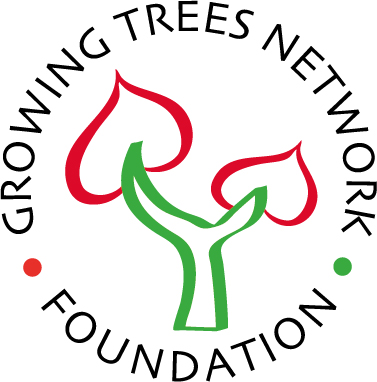 GROWING TREES NETWORK
FOUNDATION